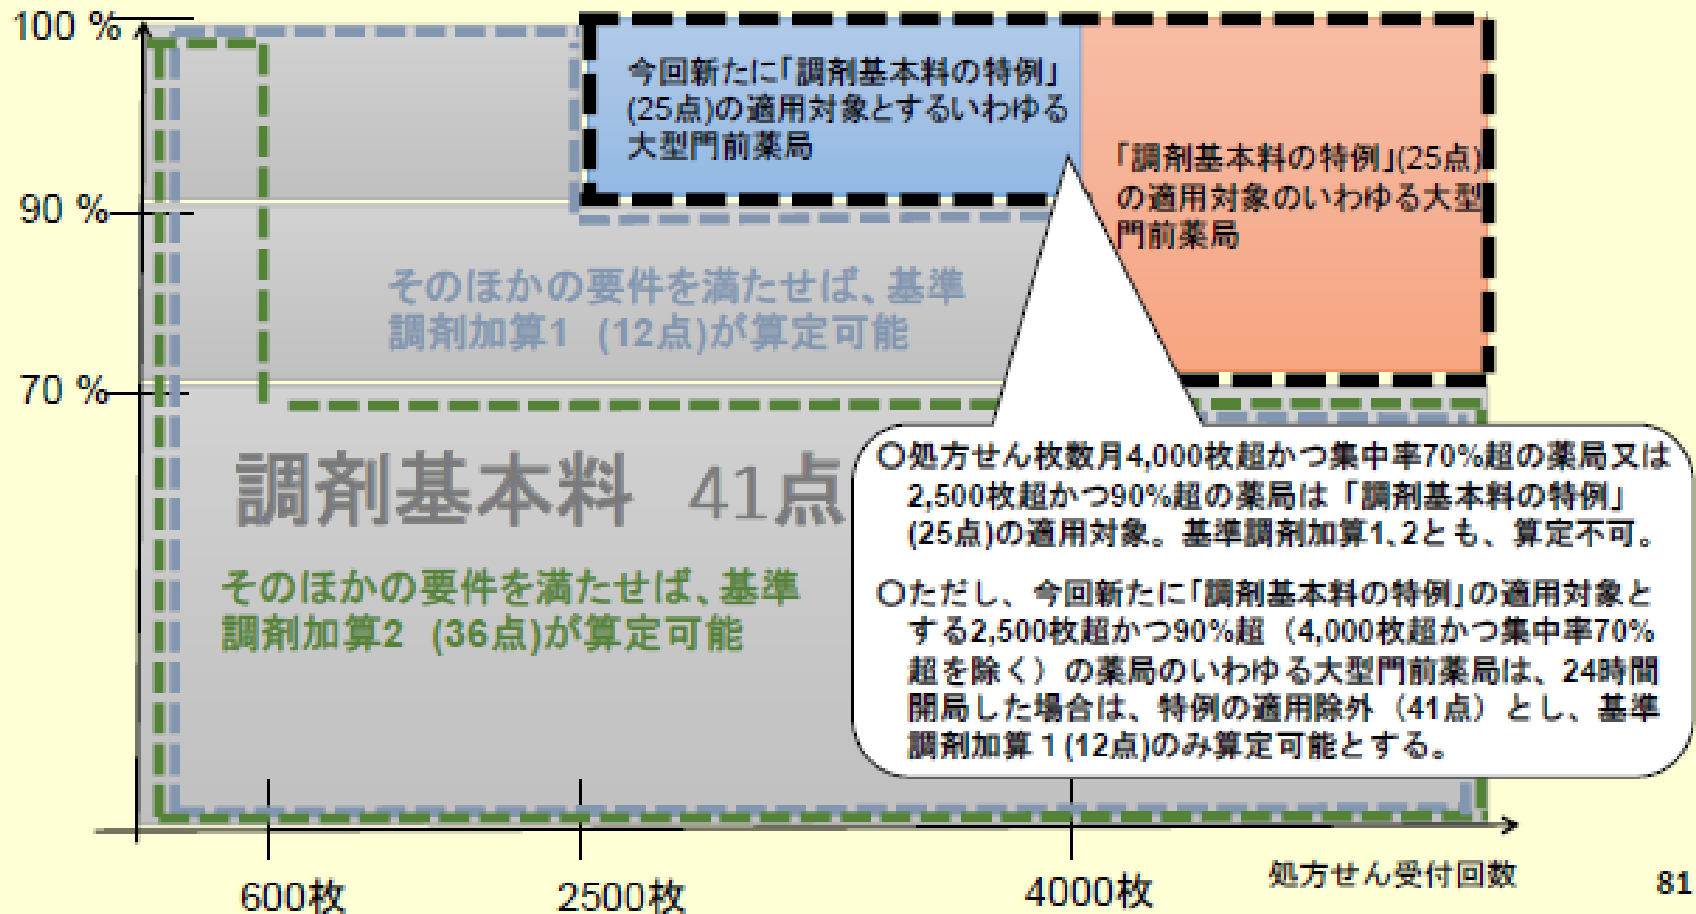 100 %
今回新たに｢調剤基本料の特例｣
(25点)の適用対象とするいわゆる
大型門前薬局
｢調剤基本料の特例｣(25点)
の適用対象のいわゆる大型
門前薬局
90 %
そのほかの要件を満たせば、基準
調剤加算1 (12点)が算定可能
70 %
調剤基本料 41点
そのほかの要件を満たせば、基準
調剤加算2 (36点)が算定可能
○処方せん枚数月4,000枚超かつ集中率70%超の薬局又は
2,500枚超かつ90%超の薬局は「調剤基本料の特例」
(25点)の適用対象。基準調剤加算1､2とも、算定不可。
○ただし、今回新たに｢調剤基本料の特例｣の適用対象と
する2,500枚超かつ90%超（4,000枚超かつ集中率70%
超を除く）の薬局のいわゆる大型門前薬局は、24時間
開局した場合は、特例の適用除外（41点）とし、基準
調剤加算１(12点)のみ算定可能とする。
600枚
2500枚
4000枚
処方せん受付回数
81